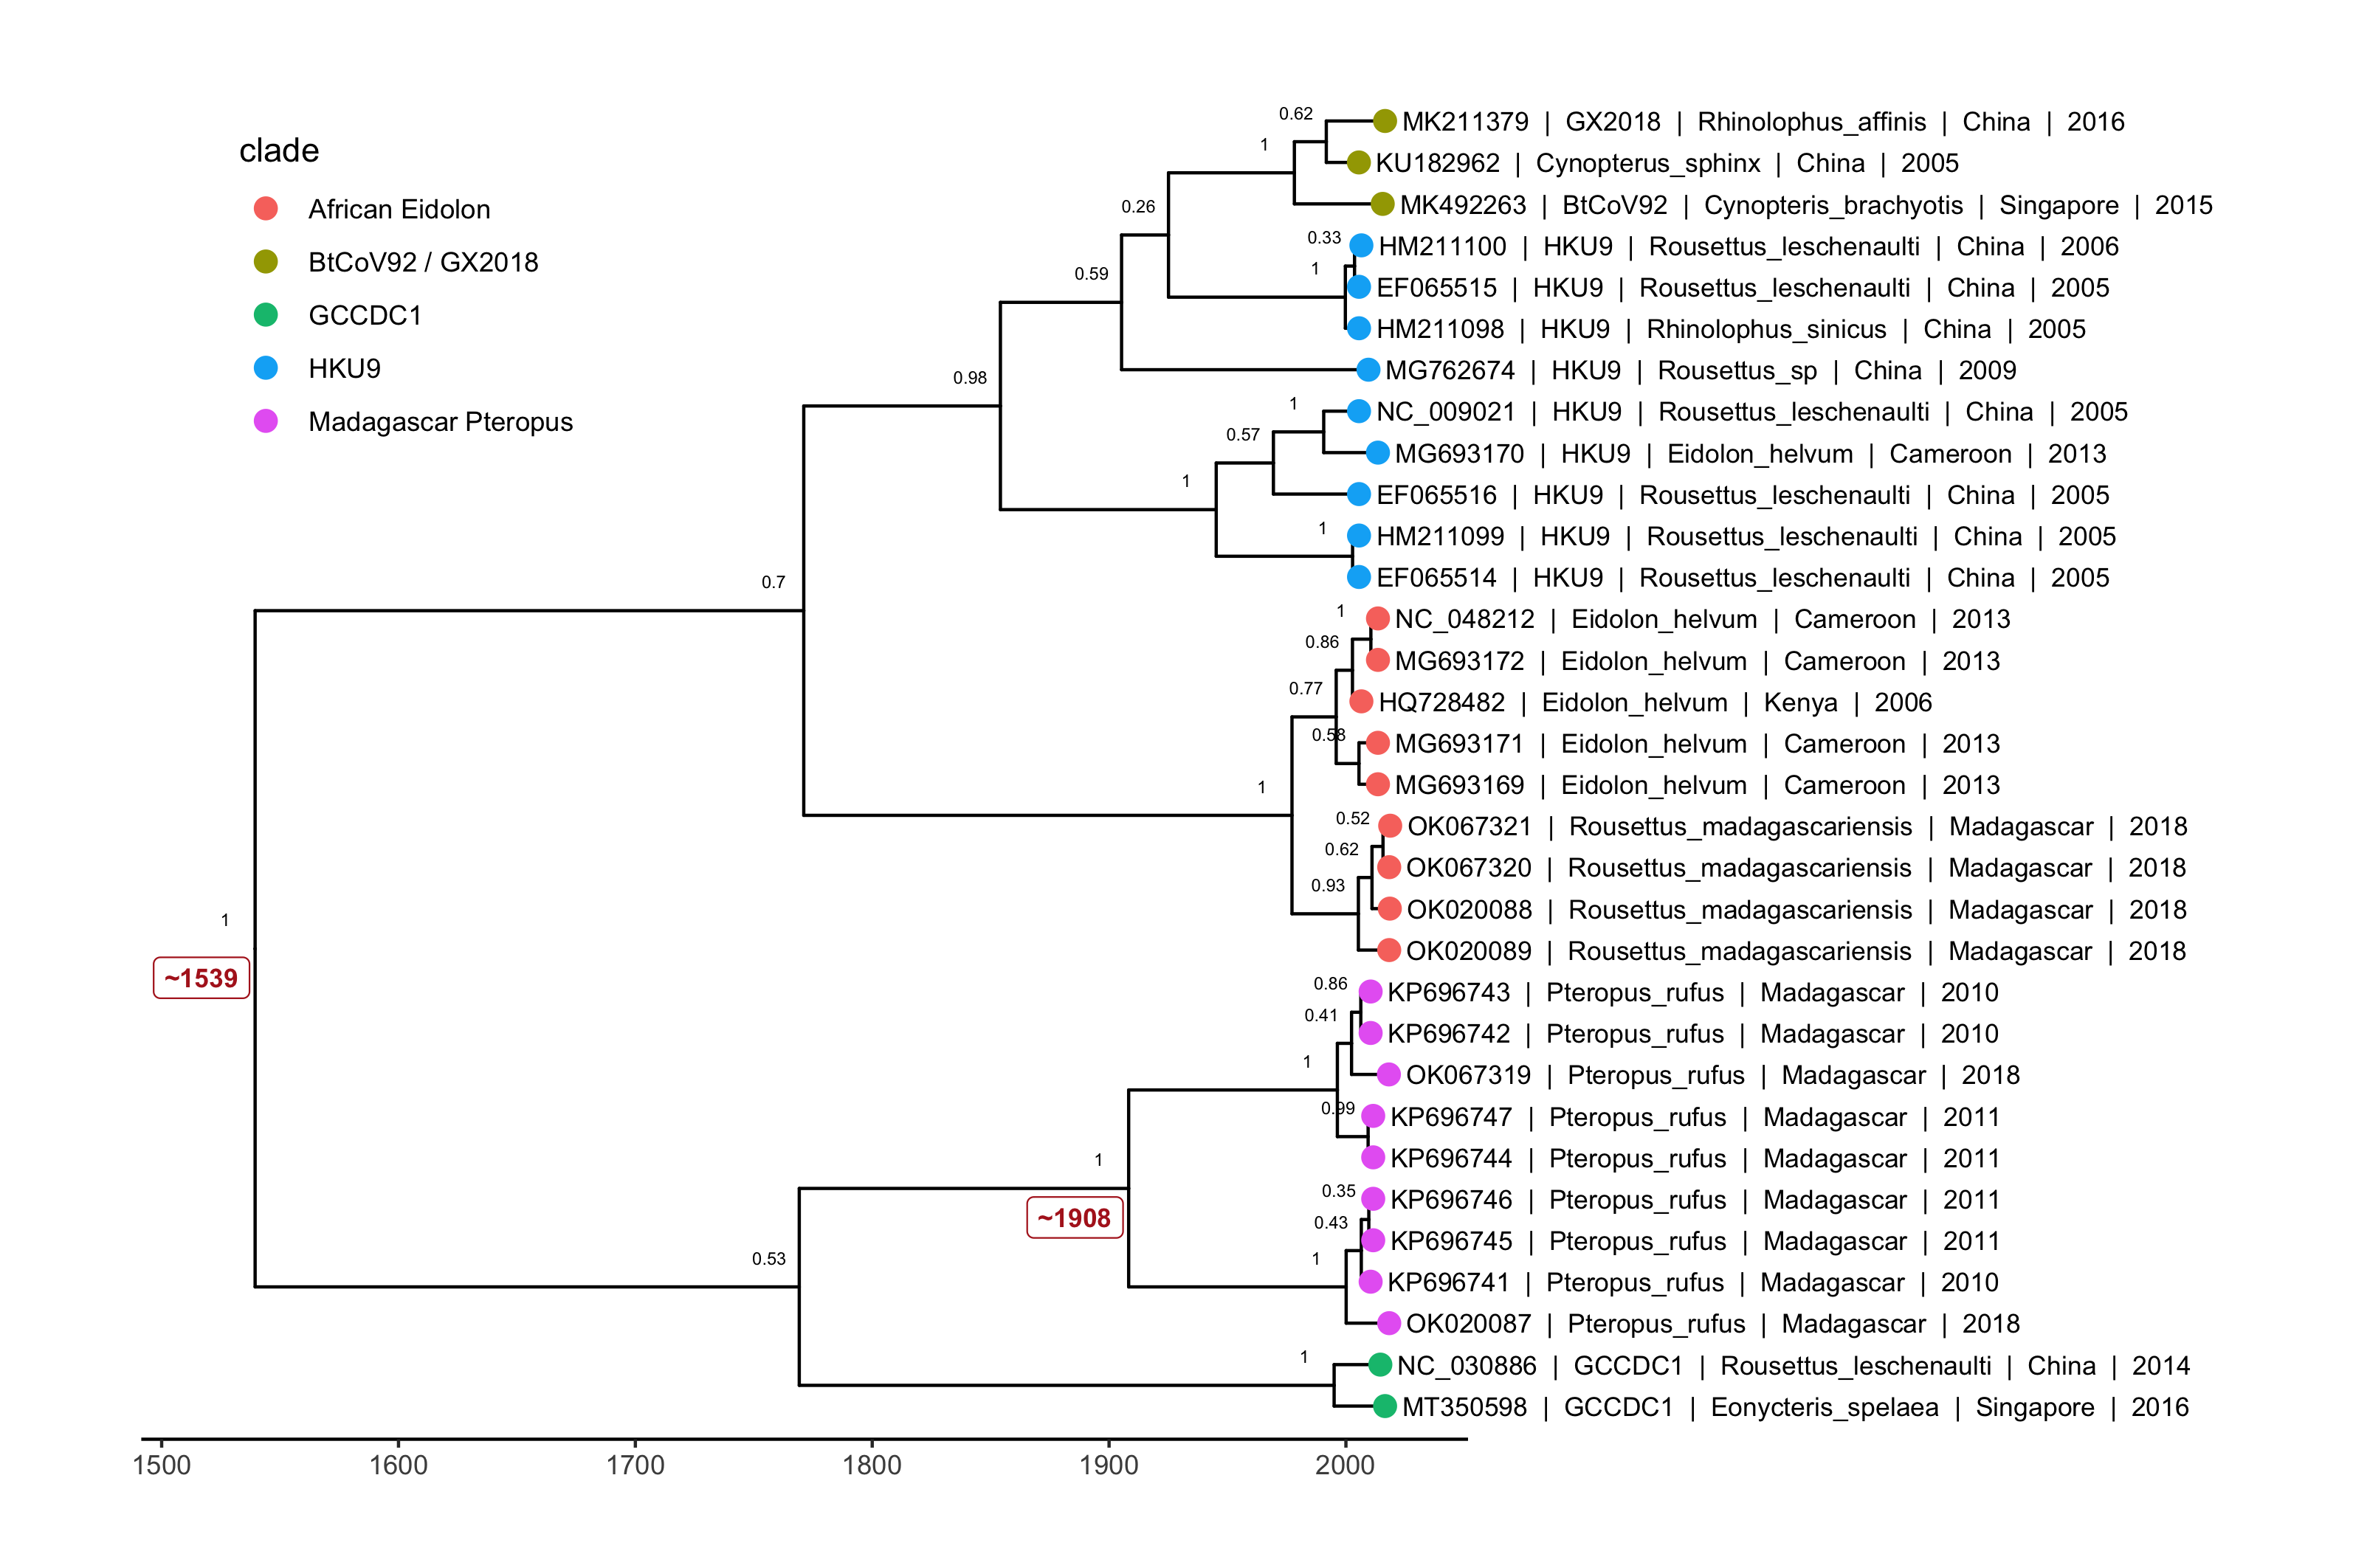 clade
African Eidolon
BtCoV92 / GX2018
GCCDC1
HKU9
Madagascar Pteropus
0.62
MK211379 | GX2018 | Rhinolophus_affinis | China | 2016
1
KU182962 | Cynopterus_sphinx | China | 2005
0.26
MK492263 | BtCoV92 | Cynopteris_brachyotis | Singapore | 2015
0.33
HM211100 | HKU9 | Rousettus_leschenaulti | China | 2006
0.59
1
EF065515 | HKU9 | Rousettus_leschenaulti | China | 2005
HM211098 | HKU9 | Rhinolophus_sinicus | China | 2005
0.98
MG762674 | HKU9 | Rousettus_sp | China | 2009
1
NC_009021 | HKU9 | Rousettus_leschenaulti | China | 2005
0.57
MG693170 | HKU9 | Eidolon_helvum | Cameroon | 2013
1
EF065516 | HKU9 | Rousettus_leschenaulti | China | 2005
1
HM211099 | HKU9 | Rousettus_leschenaulti | China | 2005
0.7
EF065514 | HKU9 | Rousettus_leschenaulti | China | 2005
1
NC_048212 | Eidolon_helvum | Cameroon | 2013
0.86
MG693172 | Eidolon_helvum | Cameroon | 2013
0.77
HQ728482 | Eidolon_helvum | Kenya | 2006
0.58
MG693171 | Eidolon_helvum | Cameroon | 2013
1
MG693169 | Eidolon_helvum | Cameroon | 2013
0.52
OK067321 | Rousettus_madagascariensis | Madagascar | 2018
0.62
OK067320 | Rousettus_madagascariensis | Madagascar | 2018
0.93
OK020088 | Rousettus_madagascariensis | Madagascar | 2018
1
OK020089 | Rousettus_madagascariensis | Madagascar | 2018
~1539
0.86
KP696743 | Pteropus_rufus | Madagascar | 2010
0.41
KP696742 | Pteropus_rufus | Madagascar | 2010
1
OK067319 | Pteropus_rufus | Madagascar | 2018
0.99
KP696747 | Pteropus_rufus | Madagascar | 2011
1
KP696744 | Pteropus_rufus | Madagascar | 2011
0.35
KP696746 | Pteropus_rufus | Madagascar | 2011
~1908
0.43
KP696745 | Pteropus_rufus | Madagascar | 2011
0.53
1
KP696741 | Pteropus_rufus | Madagascar | 2010
OK020087 | Pteropus_rufus | Madagascar | 2018
1
NC_030886 | GCCDC1 | Rousettus_leschenaulti | China | 2014
MT350598 | GCCDC1 | Eonycteris_spelaea | Singapore | 2016
1500 1600 1700 1800 1900 2000